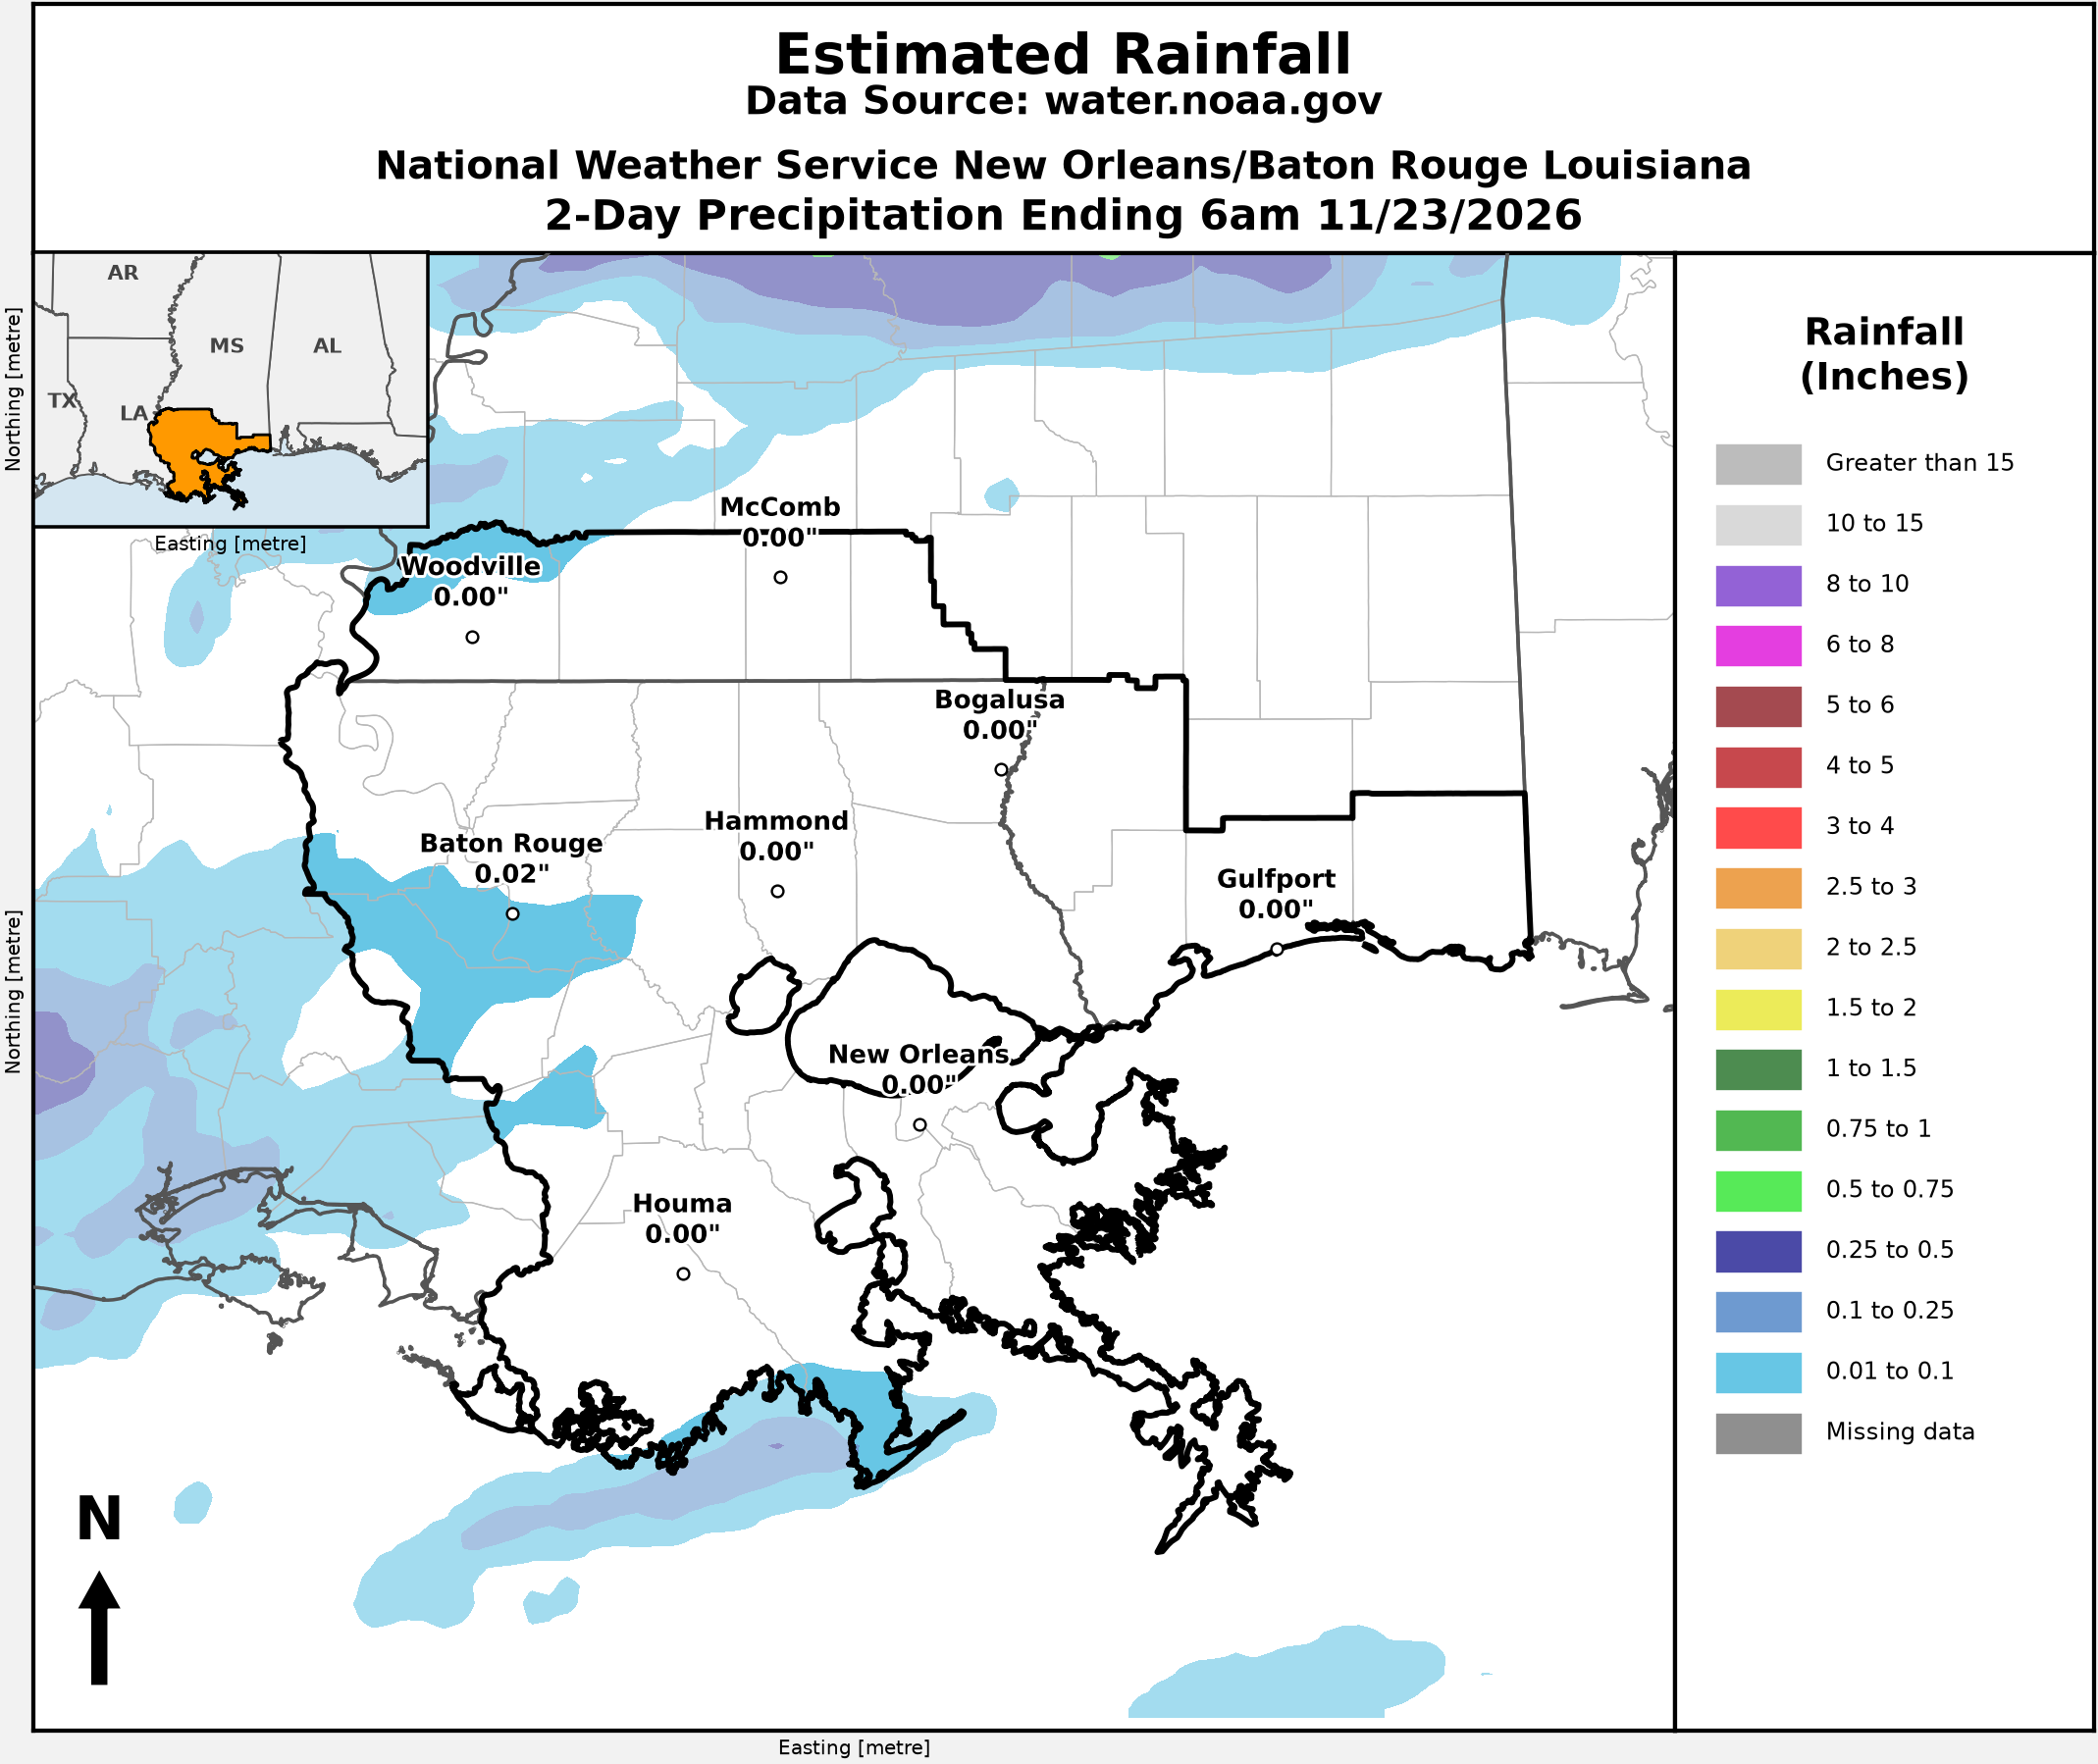 Estimated Rainfall
Data Source: water.noaa.gov
National Weather Service New Orleans/Baton Rouge Louisiana
2-Day Precipitation Ending 6am 11/23/2026
AR
MS
AL
TX
LA
Northing [metre]
Easting [metre]
McComb
0.00"
Woodville
0.00"
Bogalusa
0.00"
Hammond
0.00"
Baton Rouge
0.02"
Gulfport
0.00"
New Orleans
0.00"
Houma
0.00"
N
Northing [metre]
Easting [metre]
Rainfall
(Inches)
Greater than 15
10 to 15
8 to 10
6 to 8
5 to 6
4 to 5
3 to 4
2.5 to 3
2 to 2.5
1.5 to 2
1 to 1.5
0.75 to 1
0.5 to 0.75
0.25 to 0.5
0.1 to 0.25
0.01 to 0.1
Missing data